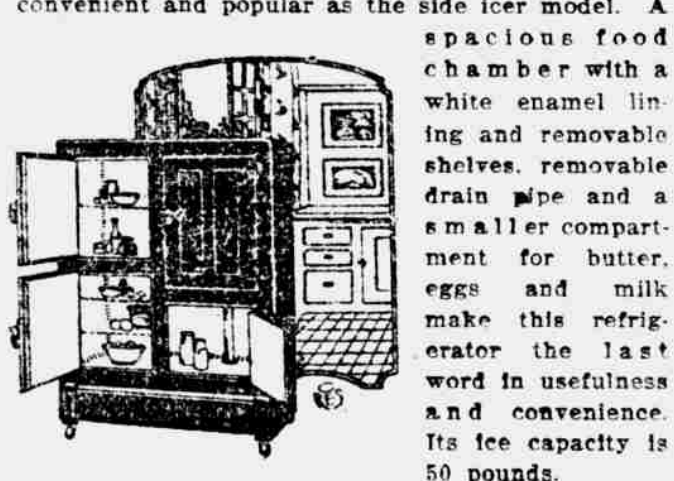 convenient and popular as the side icer model. A
spacious food
chamber with a
white enamel lin-
ing and removable
shelves, removable
drain pipe and a
smaller compart-
ment for butter,
eggs and milk
make this refrig-
erator the last
word in usefulness
and convenience.
Its ice capacity is
50 pounds.